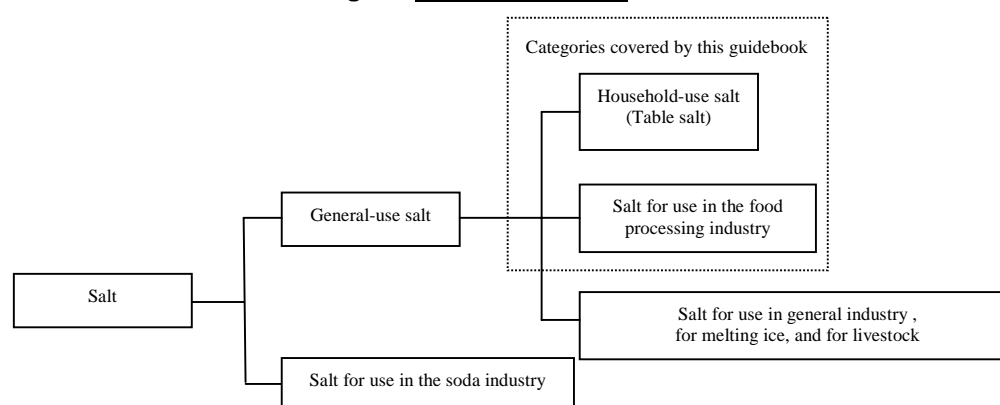 Categories covered by this guidebook
Household-use salt
(Table salt)
General-use salt
Salt for use in the food
processing industry
Salt
Salt for use in general industry ,
for melting ice, and for livestock
Salt for use in the soda industry